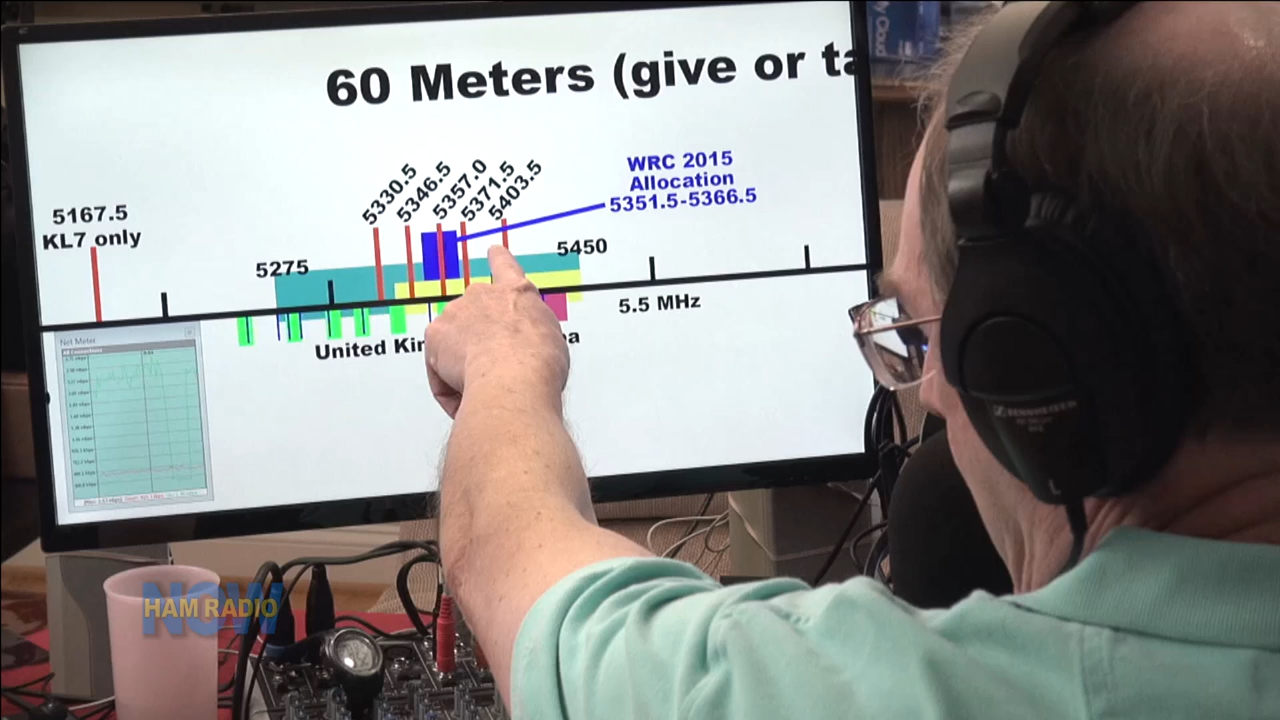 60 Meters (give or ta
5330.5
5346.5
5357.0
5371.5
5403.5
WRC 2015
Allocation
5351.5-5366.5
5167.5
KL7 only
5275
5450
5.5 MHz
United Kin
a
Net Meter
SENNHEISER
L
y Cloud
HAM RADIO
NOW